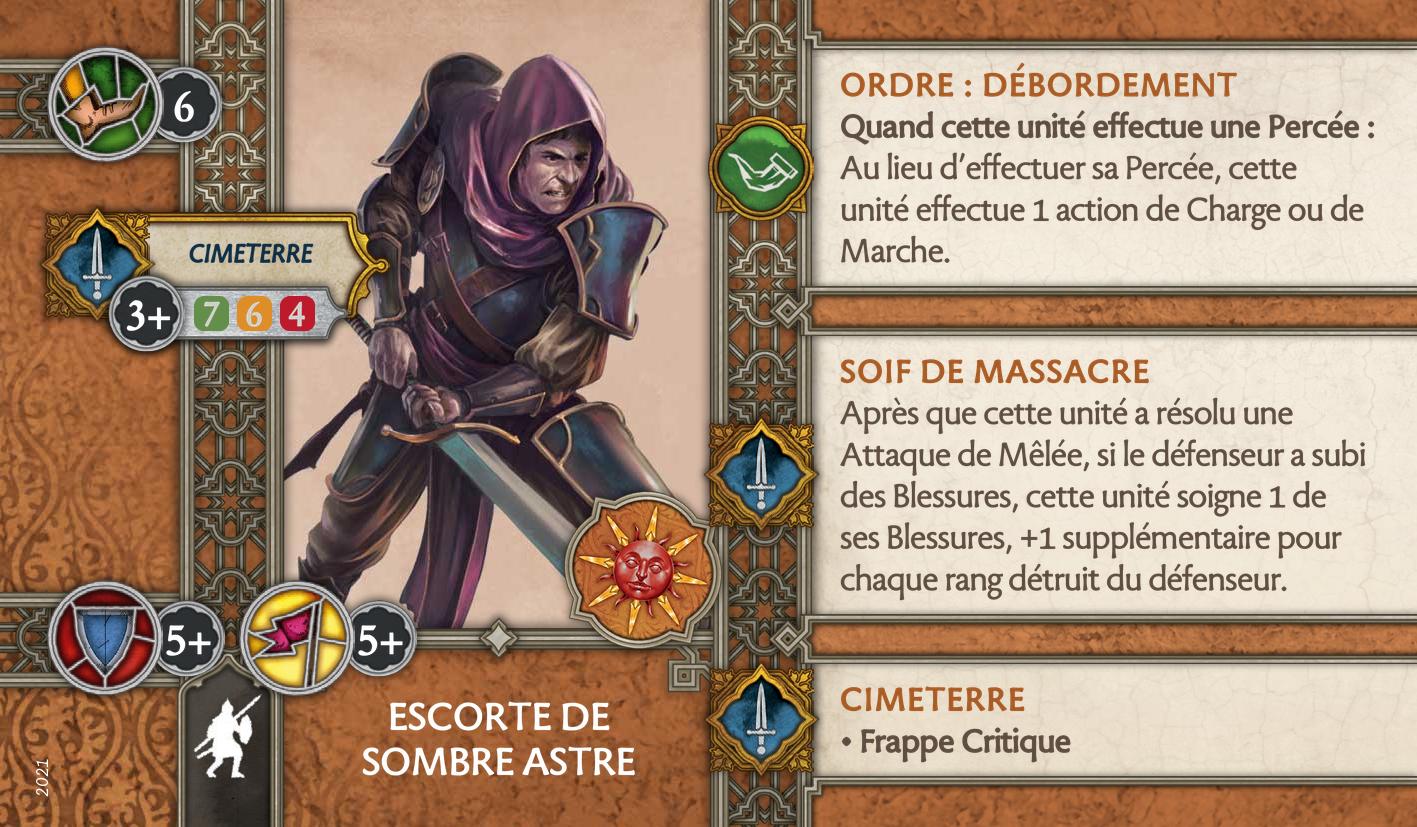 6
CIMETERRE
3+
7 6 4
5+
5+
ESCORTE DE
SOMBRE ASTRE
2021
ORDRE : DÉBORDEMENT
Quand cette unité effectue une Percée :
Au lieu d’effectuer sa Percée, cette
unité effectue 1 action de Charge ou de
Marche.
SOIF DE MASSACRE
Après que cette unité a résolu une
Attaque de Mêlée, si le défenseur a subi
des Blessures, cette unité soigne 1 de
ses Blessures, +1 supplémentaire pour
chaque rang détruit du défenseur.
CIMETERRE
• Frappe Critique